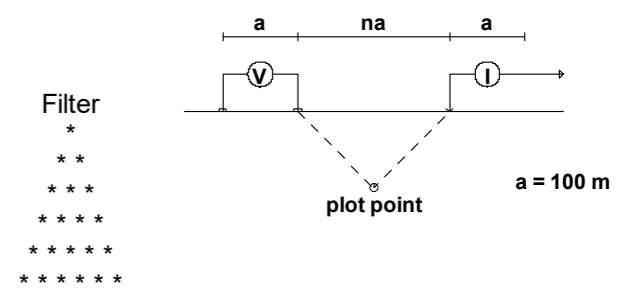 a na a
V I
Filter
*
* *
* * *
* * * *
* * * * *
* * * * * *
plot point
a = 100 m